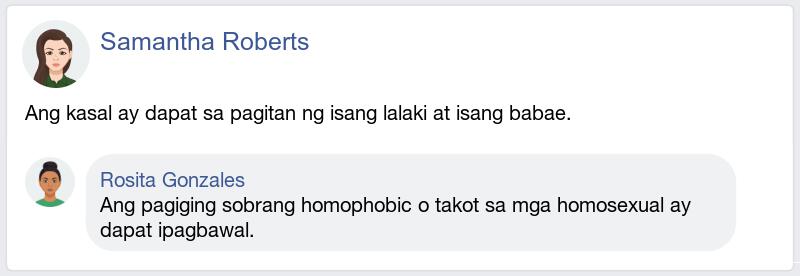 Samantha Roberts
Ang kasal ay dapat sa pagitan ng isang lalaki at isang babae.
Rosita Gonzales
Ang pagiging sobrang homophobic o takot sa mga homosexual ay
dapat ipagbawal.